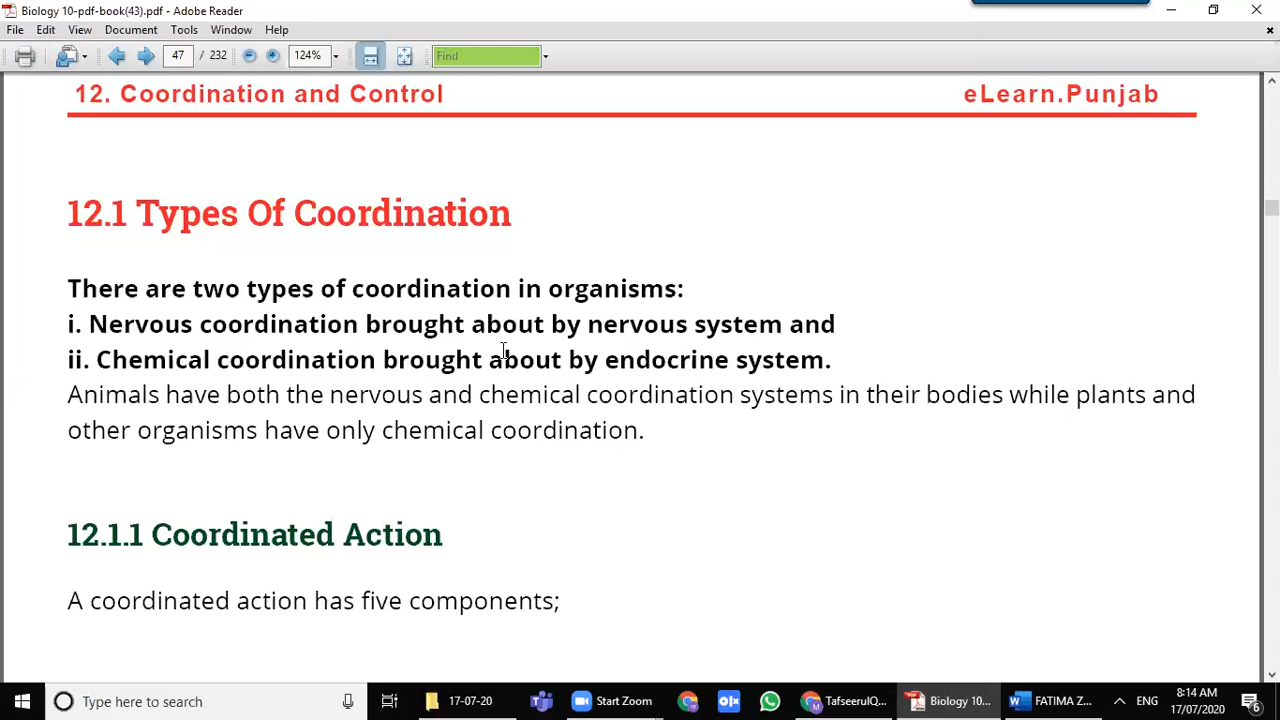 Biology 10-pdf-book(43).pdf - Adobe Reader
File Edit View Document Tools Window Help
47 / 232 124% Find
12. Coordination and Control eLearn.Punjab
12.1 Types Of Coordination
There are two types of coordination in organisms:
i. Nervous coordination brought about by nervous system and
ii. Chemical coordination brought about by endocrine system.
Animals have both the nervous and chemical coordination systems in their bodies while plants and
other organisms have only chemical coordination.
12.1.1 Coordinated Action
A coordinated action has five components;
Type here to search 17-07-20 Start Zoom TafseerulQ... Biology 10... FATIMA Z... ENG 8:14 AM
17/07/2020 6